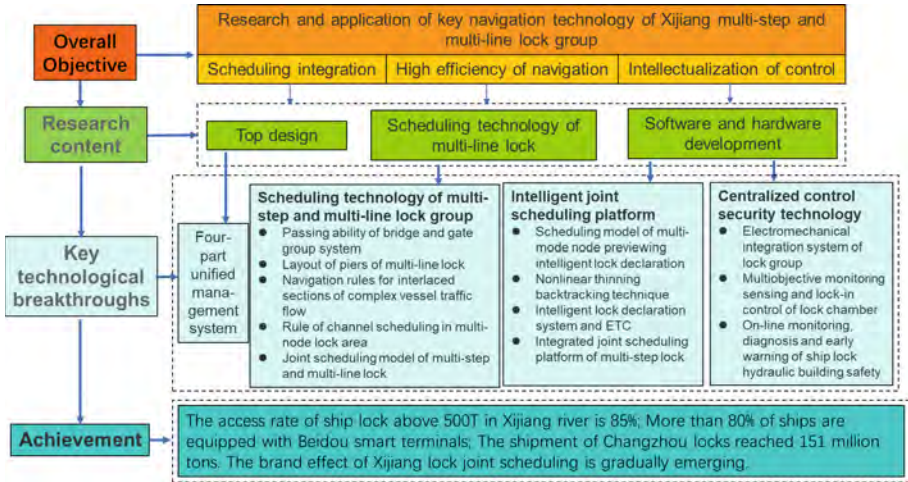 Overall
Objective
Research and application of key navigation technology of Xijiang multi-step and
multi-line lock group
Scheduling integration
High efficiency of navigation
Intellectualization of control
Research
content
Top design
Scheduling technology of
multi-line lock
Software and hardware
development
Key
technological
breakthroughs
Four-
part
unified
mana-
gement
system
Scheduling technology of multi-
step and multi-line lock group
● Passing ability of bridge and gate
group system
● Layout of piers of multi-line lock
● Navigation rules for interlaced
sections of complex vessel traffic
flow
● Rule of channel scheduling in multi-
node lock area
● Joint scheduling model of multi-step
and multi-line lock
Intelligent joint
scheduling platform
● Scheduling model of multi-
mode node previewing
intelligent lock declaration
● Nonlinear thinning
backtracking technique
● Intelligent lock declaration
system and ETC
● Integrated joint scheduling
platform of multi-step lock
Centralized control
security technology
● Electromechanical
integration system of
lock group
● Multiobjective monitoring
sensing and lock-in
control of lock chamber
● On-line monitoring,
diagnosis and early
warning of ship lock
hydraulic building safety
Achievement
The access rate of ship lock above 500T in Xijiang river is 85%; More than 80% of ships are
equipped with Beidou smart terminals; The shipment of Changzhou locks reached 151 million
tons. The brand effect of Xijiang lock joint scheduling is gradually emerging.